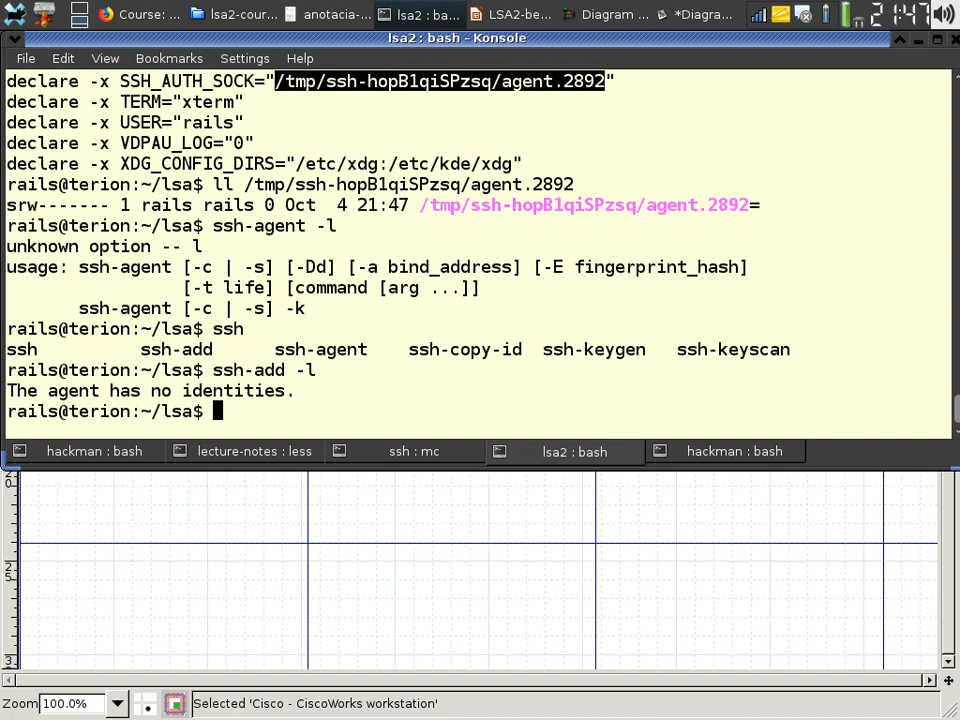 Course: ... lsa2-cour... anotacia-... lsa2 : ba... LSA2-be... Diagram ... *Diagra... 2 1:47
lsa2 : bash - Konsole
File Edit View Bookmarks Settings Help
declare -x SSH_AUTH_SOCK="/tmp/ssh-hopB1qiSPzsq/agent.2892"
declare -x TERM="xterm"
declare -x USER="rails"
declare -x VDPAU_LOG="0"
declare -x XDG_CONFIG_DIRS="/etc/xdg:/etc/kde/xdg"
rails@terion:~/lsa$ ll /tmp/ssh-hopB1qiSPzsq/agent.2892
srw------- 1 rails rails 0 Oct  4 21:47 /tmp/ssh-hopB1qiSPzsq/agent.2892=
rails@terion:~/lsa$ ssh-agent -l
unknown option -- l
usage: ssh-agent [-c | -s] [-Dd] [-a bind_address] [-E fingerprint_hash]
[-t life] [command [arg ...]]
ssh-agent [-c | -s] -k
rails@terion:~/lsa$ ssh
ssh ssh-add ssh-agent ssh-copy-id ssh-keygen ssh-keyscan
rails@terion:~/lsa$ ssh-add -l
The agent has no identities.
rails@terion:~/lsa$
hackman : bash lecture-notes : less ssh : mc lsa2 : bash hackman : bash
Zoom 100.0% Selected 'Cisco - CiscoWorks workstation'